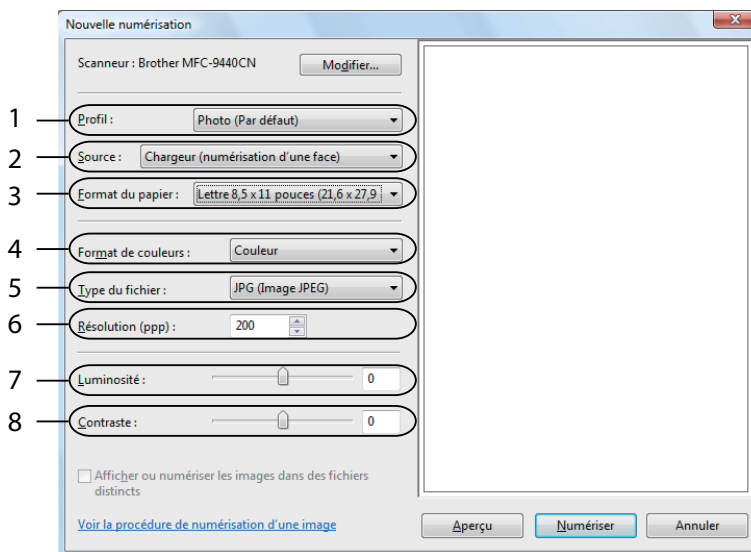 Nouvelle numérisation
Scanneur : Brother MFC-9440CN
Modifier...
1 Profil : Photo (Par défaut)
2 Source : Chargeur (numérisation d'une face)
3 Format du papier : Lettre 8,5 x 11 pouces (21,6 x 27,9
4 Format de couleurs : Couleur
5 Type du fichier : JPG (Image JPEG)
6 Résolution (ppp) : 200
7 Luminosité : 0
8 Contraste : 0
Afficher ou numériser les images dans des fichiers
distincts
Voir la procédure de numérisation d'une image
Aperçu Numériser Annuler